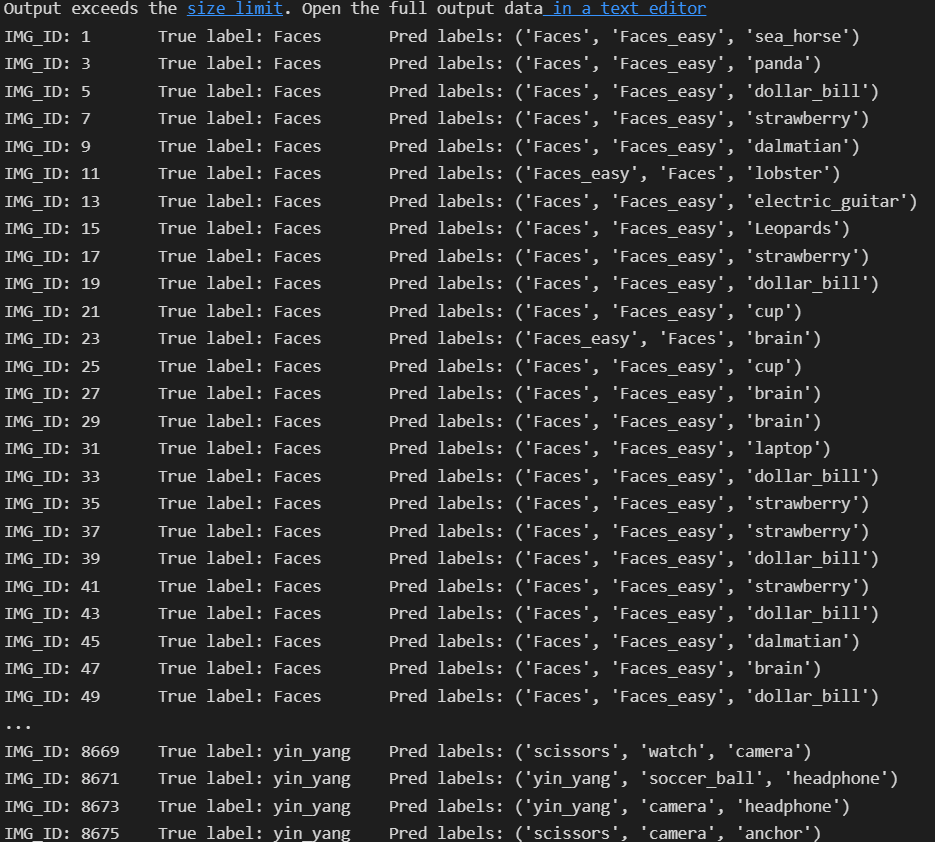 Output exceeds the size limit. Open the full output data in a text editor
IMG_ID: 1 True label: Faces Pred labels: ('Faces', 'Faces_easy', 'sea_horse')
IMG_ID: 3 True label: Faces Pred labels: ('Faces', 'Faces_easy', 'panda')
IMG_ID: 5 True label: Faces Pred labels: ('Faces', 'Faces_easy', 'dollar_bill')
IMG_ID: 7 True label: Faces Pred labels: ('Faces', 'Faces_easy', 'strawberry')
IMG_ID: 9 True label: Faces Pred labels: ('Faces', 'Faces_easy', 'dalmatian')
IMG_ID: 11 True label: Faces Pred labels: ('Faces_easy', 'Faces', 'lobster')
IMG_ID: 13 True label: Faces Pred labels: ('Faces', 'Faces_easy', 'electric_guitar')
IMG_ID: 15 True label: Faces Pred labels: ('Faces', 'Faces_easy', 'Leopards')
IMG_ID: 17 True label: Faces Pred labels: ('Faces', 'Faces_easy', 'strawberry')
IMG_ID: 19 True label: Faces Pred labels: ('Faces', 'Faces_easy', 'dollar_bill')
IMG_ID: 21 True label: Faces Pred labels: ('Faces', 'Faces_easy', 'cup')
IMG_ID: 23 True label: Faces Pred labels: ('Faces_easy', 'Faces', 'brain')
IMG_ID: 25 True label: Faces Pred labels: ('Faces', 'Faces_easy', 'cup')
IMG_ID: 27 True label: Faces Pred labels: ('Faces', 'Faces_easy', 'brain')
IMG_ID: 29 True label: Faces Pred labels: ('Faces', 'Faces_easy', 'brain')
IMG_ID: 31 True label: Faces Pred labels: ('Faces', 'Faces_easy', 'laptop')
IMG_ID: 33 True label: Faces Pred labels: ('Faces', 'Faces_easy', 'dollar_bill')
IMG_ID: 35 True label: Faces Pred labels: ('Faces', 'Faces_easy', 'strawberry')
IMG_ID: 37 True label: Faces Pred labels: ('Faces', 'Faces_easy', 'strawberry')
IMG_ID: 39 True label: Faces Pred labels: ('Faces', 'Faces_easy', 'dollar_bill')
IMG_ID: 41 True label: Faces Pred labels: ('Faces', 'Faces_easy', 'strawberry')
IMG_ID: 43 True label: Faces Pred labels: ('Faces', 'Faces_easy', 'dollar_bill')
IMG_ID: 45 True label: Faces Pred labels: ('Faces', 'Faces_easy', 'dalmatian')
IMG_ID: 47 True label: Faces Pred labels: ('Faces', 'Faces_easy', 'brain')
IMG_ID: 49 True label: Faces Pred labels: ('Faces', 'Faces_easy', 'dollar_bill')
...
IMG_ID: 8669 True label: yin_yang Pred labels: ('scissors', 'watch', 'camera')
IMG_ID: 8671 True label: yin_yang Pred labels: ('yin_yang', 'soccer_ball', 'headphone')
IMG_ID: 8673 True label: yin_yang Pred labels: ('yin_yang', 'camera', 'headphone')
IMG_ID: 8675 True label: yin_yang Pred labels: ('scissors', 'camera', 'anchor')